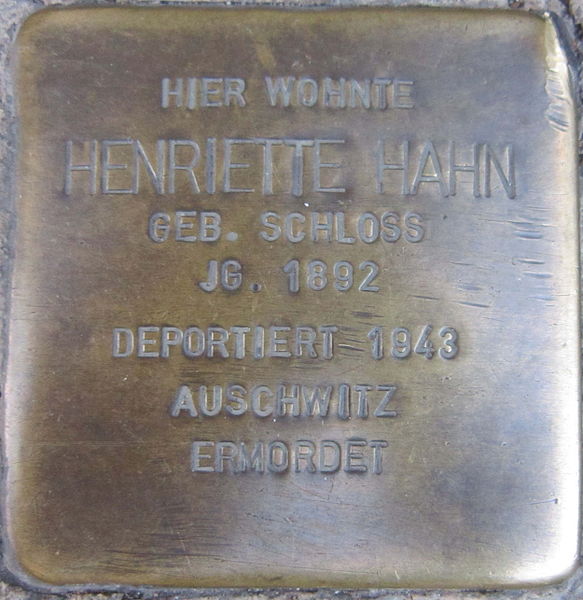 HIER WOHNTE
HENRIETTE HAHN
GEB. SCHLOSS
JG. 1892
DEPORTIERT 1943
AUSCHWITZ
ERMORDET